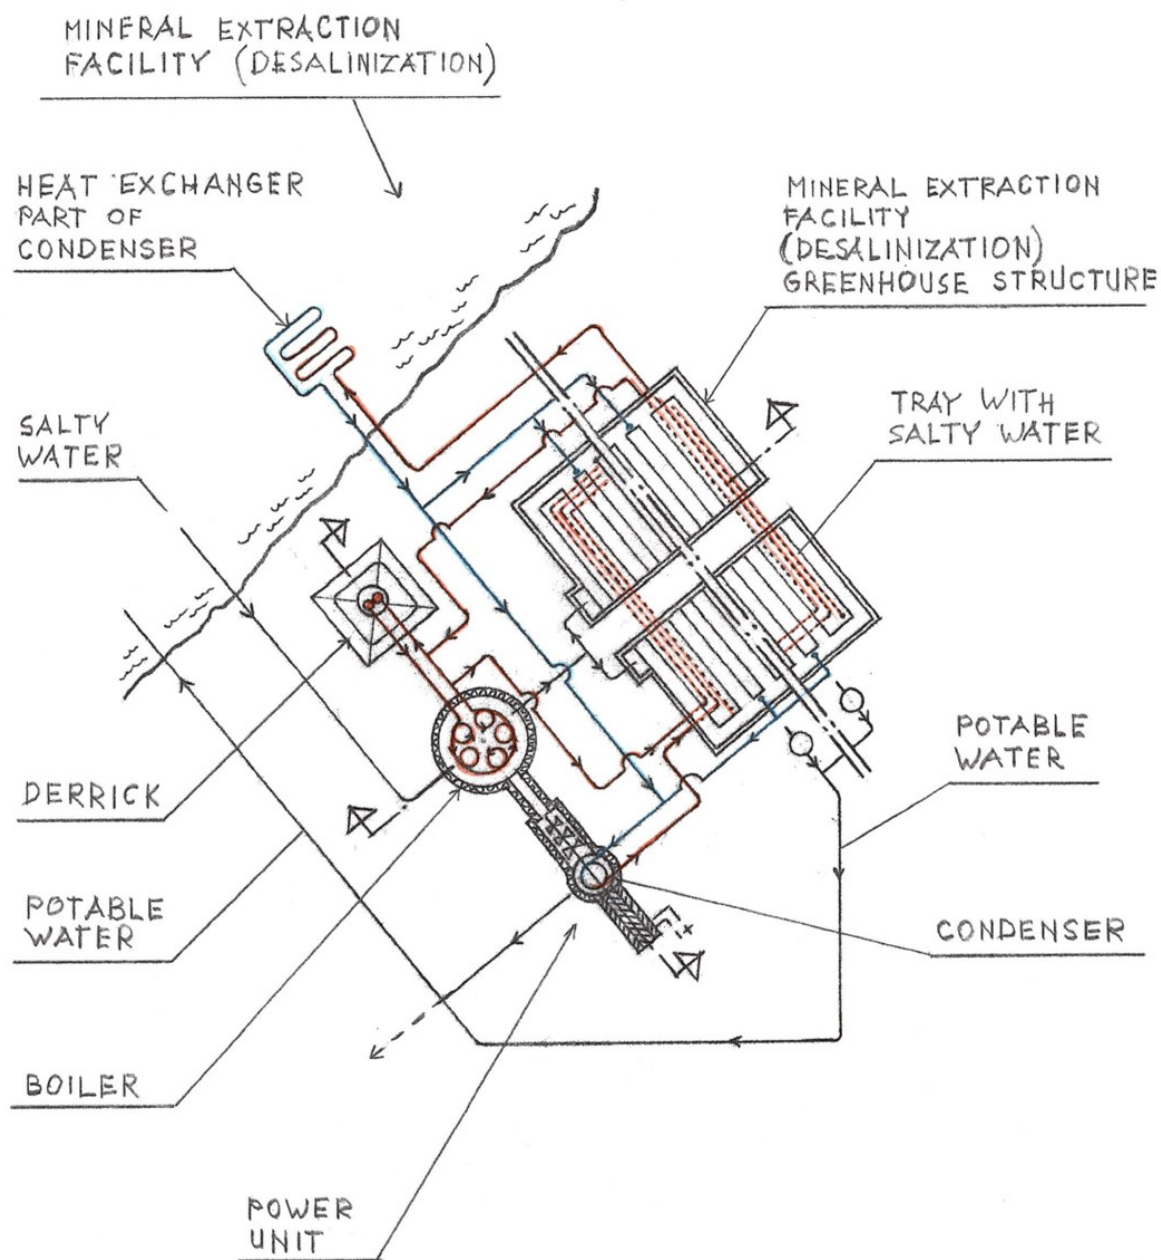 MINERAL EXTRACTION
FACILITY (DESALINIZATION)
HEAT EXCHANGER
PART OF
CONDENSER
MINERAL EXTRACTION
FACILITY
(DESALINIZATION)
GREENHOUSE STRUCTURE
SALTY
WATER
TRAY WITH
SALTY WATER
POTABLE
WATER
DERRICK
POTABLE
WATER
CONDENSER
BOILER
POWER
UNIT